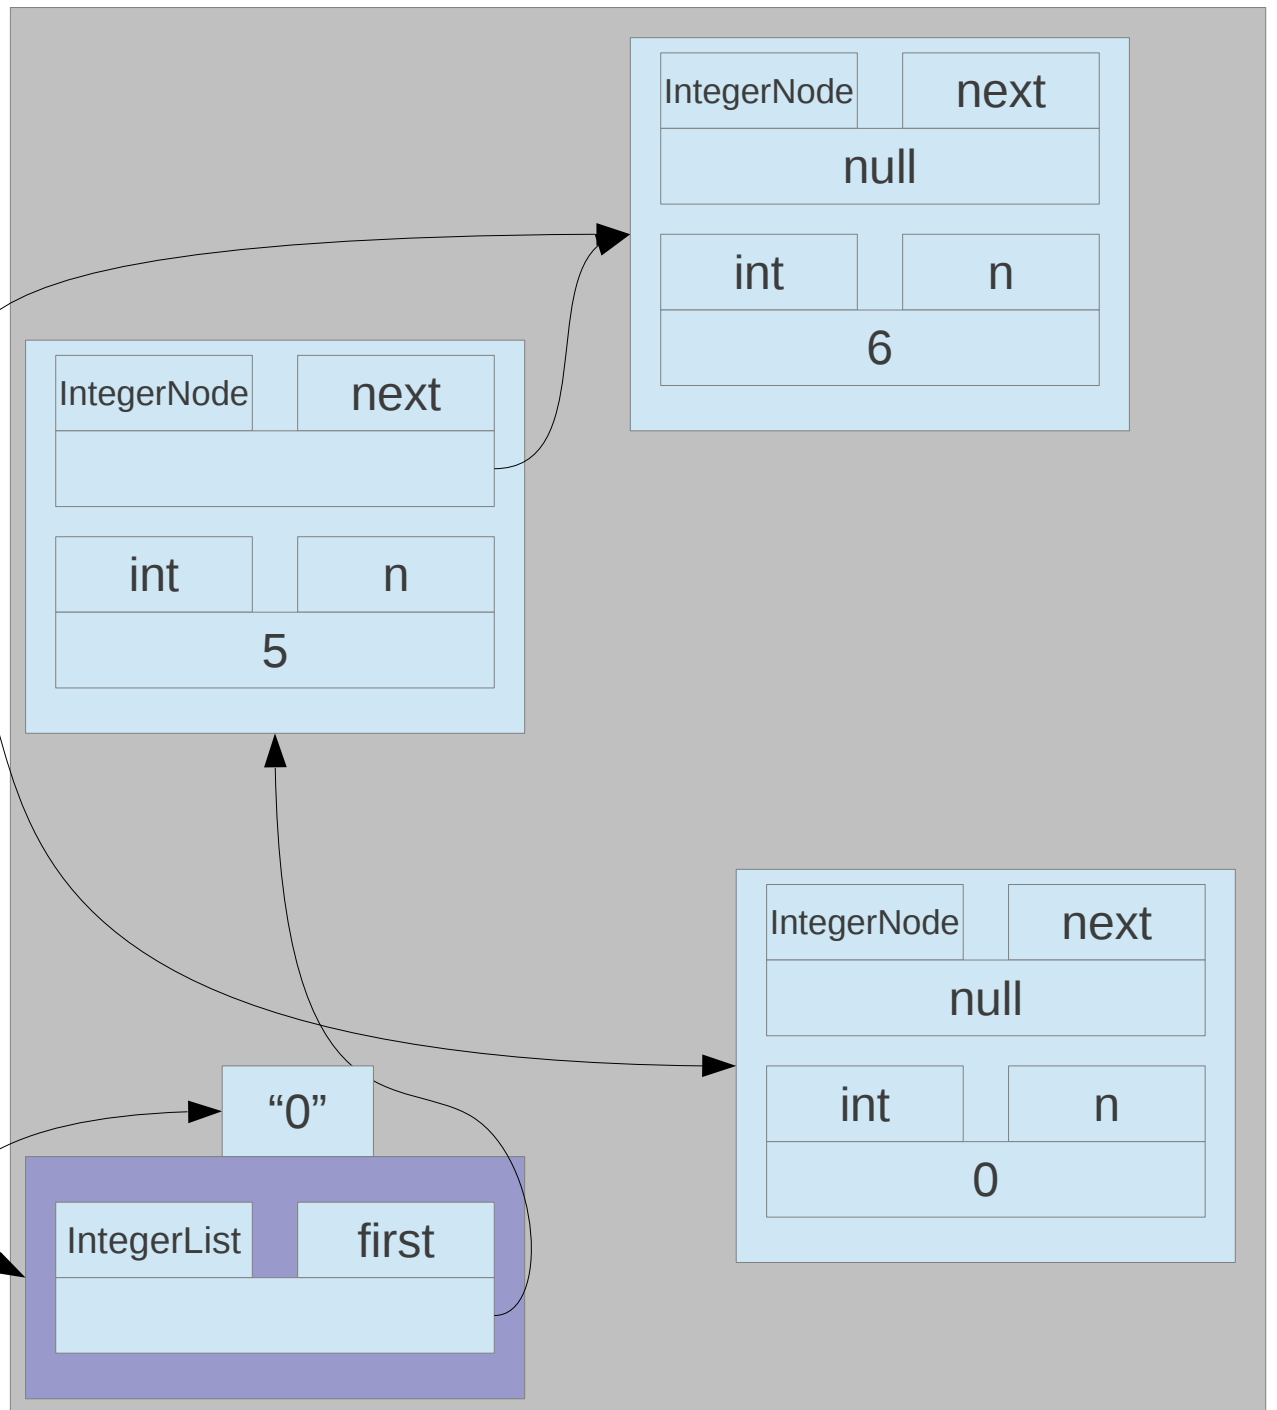 IntegerNode next
null
int n
6
IntegerNode next
int n
5
IntegerNode next
null
int n
0
“0”
IntegerList first